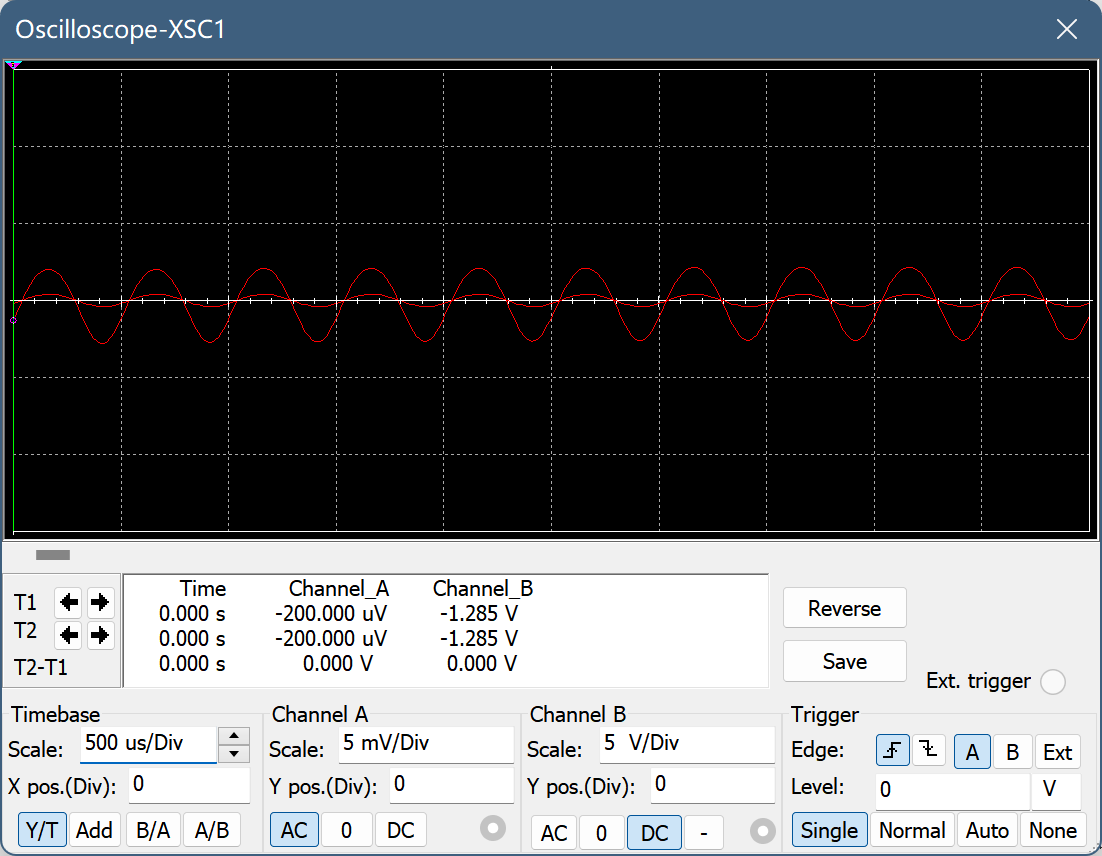 Oscilloscope-XSC1
Time Channel_A Channel_B
T1 0.000 s -200.000 uV -1.285 V
T2 0.000 s -200.000 uV -1.285 V
T2-T1 0.000 s 0.000 V 0.000 V
Reverse
Save
Ext. trigger
Timebase
Scale: 500 us/Div
X pos.(Div): 0
Y/T Add B/A A/B
Channel A
Scale: 5 mV/Div
Y pos.(Div): 0
AC 0 DC
Channel B
Scale: 5 V/Div
Y pos.(Div): 0
AC 0 DC -
Trigger
Edge: A B Ext
Level: 0 V
Single Normal Auto None